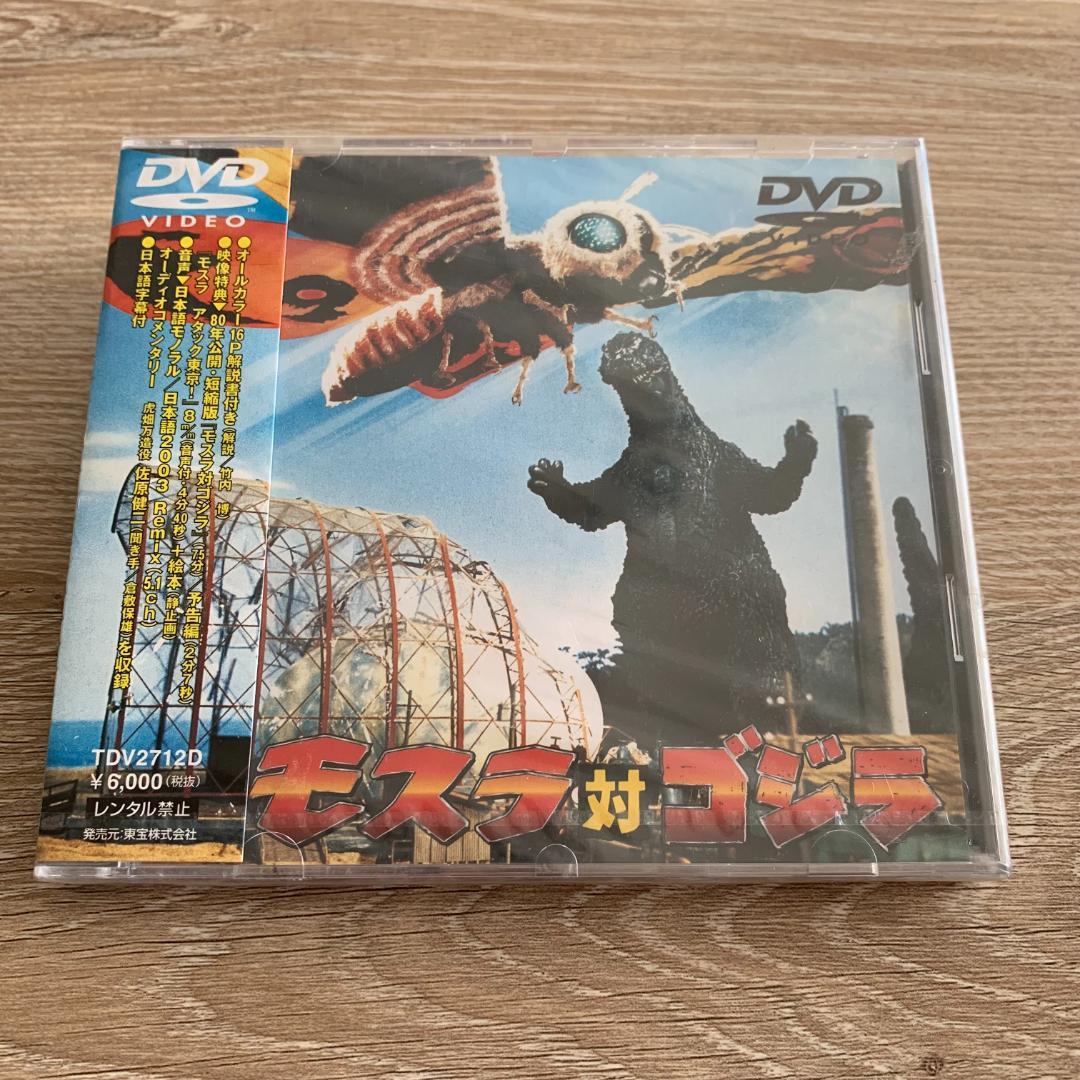 DVD
VIDEO
TM
●オールカラー16P解説書付き(解説/竹内 博)
●映像特典▼80年公開・短縮版『モスラ対ゴジラ』(75分)/予告編(2分7秒)
『モスラ アタック東京!』8m/m(音声付・4分40秒)+絵本(静止画)
●音声▼日本語モノラル/日本語2003 Remix(5.1ch)
オーディオコメンタリー 虎畑万造役 佐原健二(聞き手/倉敷保雄)を収録
●日本語字幕付
TDV2712D
¥6,000(税抜)
レンタル禁止
発売元:東宝株式会社
DVD
VIDEO
モスラ対ゴジラ